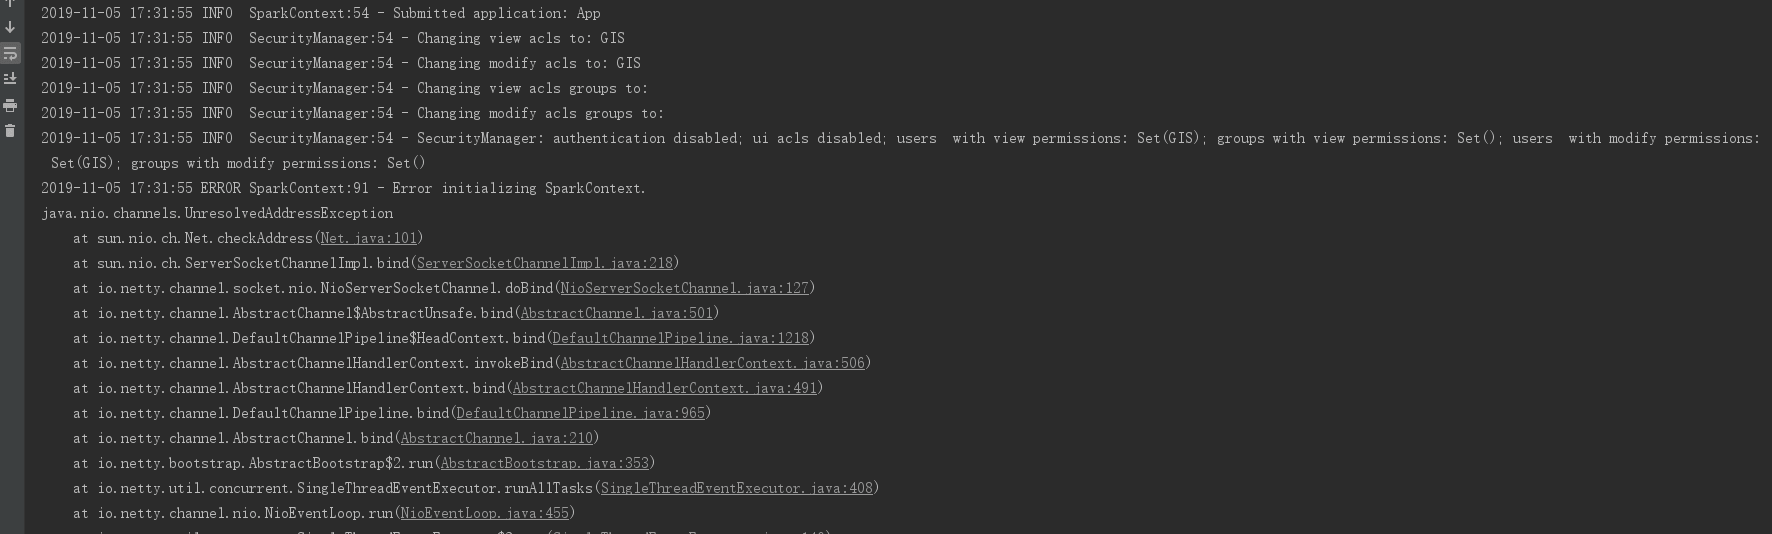 2019-11-05 17:31:55 INFO  SparkContext:54 - Submitted application: App
2019-11-05 17:31:55 INFO  SecurityManager:54 - Changing view acls to: GIS
2019-11-05 17:31:55 INFO  SecurityManager:54 - Changing modify acls to: GIS
2019-11-05 17:31:55 INFO  SecurityManager:54 - Changing view acls groups to:
2019-11-05 17:31:55 INFO  SecurityManager:54 - Changing modify acls groups to:
2019-11-05 17:31:55 INFO  SecurityManager:54 - SecurityManager: authentication disabled; ui acls disabled; users  with view permissions: Set(GIS); groups with view permissions: Set(); users  with modify permissions:
Set(GIS); groups with modify permissions: Set()
2019-11-05 17:31:55 ERROR SparkContext:91 - Error initializing SparkContext.
java.nio.channels.UnresolvedAddressException
at sun.nio.ch.Net.checkAddress(Net.java:101)
at sun.nio.ch.ServerSocketChannelImpl.bind(ServerSocketChannelImpl.java:218)
at io.netty.channel.socket.nio.NioServerSocketChannel.doBind(NioServerSocketChannel.java:127)
at io.netty.channel.AbstractChannel$AbstractUnsafe.bind(AbstractChannel.java:501)
at io.netty.channel.DefaultChannelPipeline$HeadContext.bind(DefaultChannelPipeline.java:1218)
at io.netty.channel.AbstractChannelHandlerContext.invokeBind(AbstractChannelHandlerContext.java:506)
at io.netty.channel.AbstractChannelHandlerContext.bind(AbstractChannelHandlerContext.java:491)
at io.netty.channel.DefaultChannelPipeline.bind(DefaultChannelPipeline.java:965)
at io.netty.channel.AbstractChannel.bind(AbstractChannel.java:210)
at io.netty.bootstrap.AbstractBootstrap$2.run(AbstractBootstrap.java:353)
at io.netty.util.concurrent.SingleThreadEventExecutor.runAllTasks(SingleThreadEventExecutor.java:408)
at io.netty.channel.nio.NioEventLoop.run(NioEventLoop.java:455)